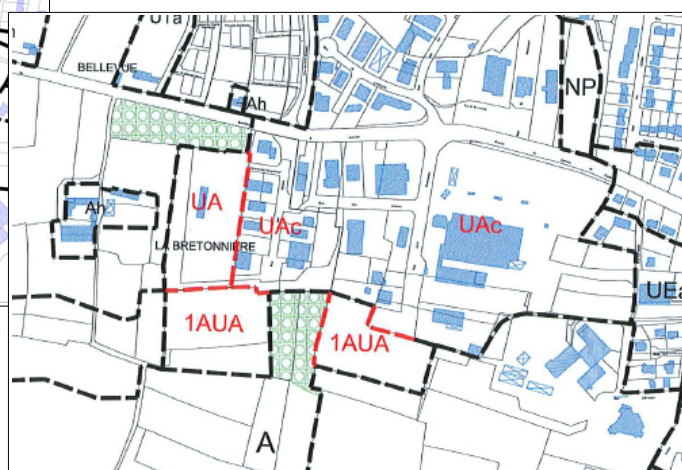 U1a
BELLEVUE
Ah
NP
Ah
UA
UAc
UAc
LA BRETONNIÈRE
UEa
1AUA
1AUA
A